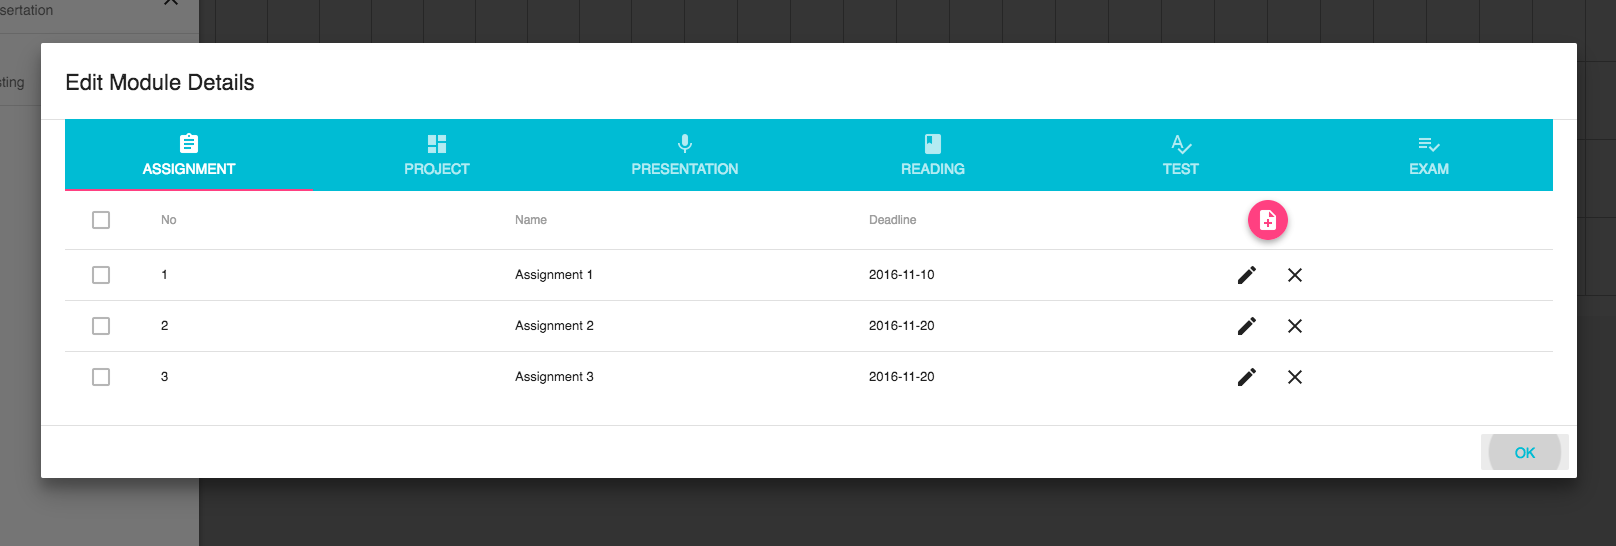 sertation
sting
Edit Module Details
ASSIGNMENT PROJECT PRESENTATION READING TEST EXAM
No Name Deadline
1 Assignment 1 2016-11-10
2 Assignment 2 2016-11-20
3 Assignment 3 2016-11-20
OK